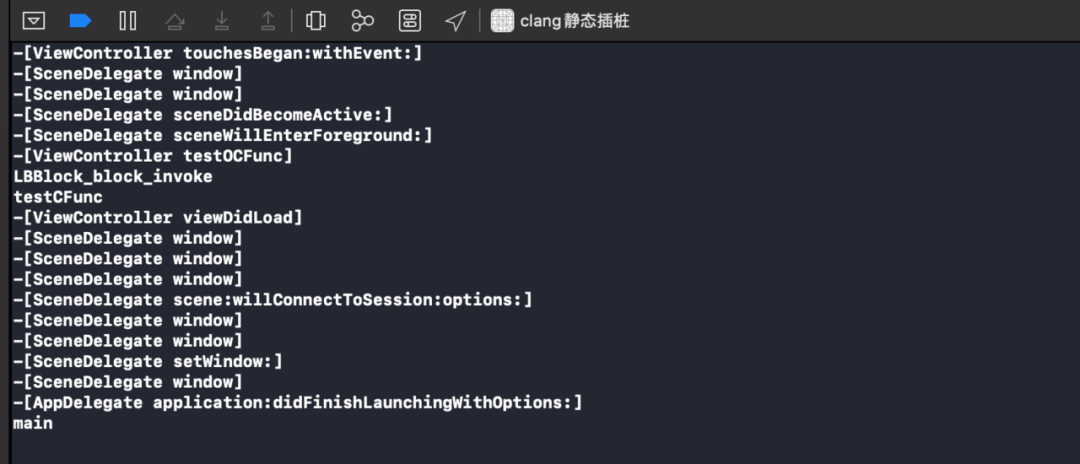 clang静态插桩
-[ViewController touchesBegan:withEvent:]
-[SceneDelegate window]
-[SceneDelegate window]
-[SceneDelegate sceneDidBecomeActive:]
-[SceneDelegate sceneWillEnterForeground:]
-[ViewController testOCFunc]
LBBlock_block_invoke
testCFunc
-[ViewController viewDidLoad]
-[SceneDelegate window]
-[SceneDelegate window]
-[SceneDelegate window]
-[SceneDelegate scene:willConnectToSession:options:]
-[SceneDelegate window]
-[SceneDelegate window]
-[SceneDelegate setWindow:]
-[SceneDelegate window]
-[AppDelegate application:didFinishLaunchingWithOptions:]
main